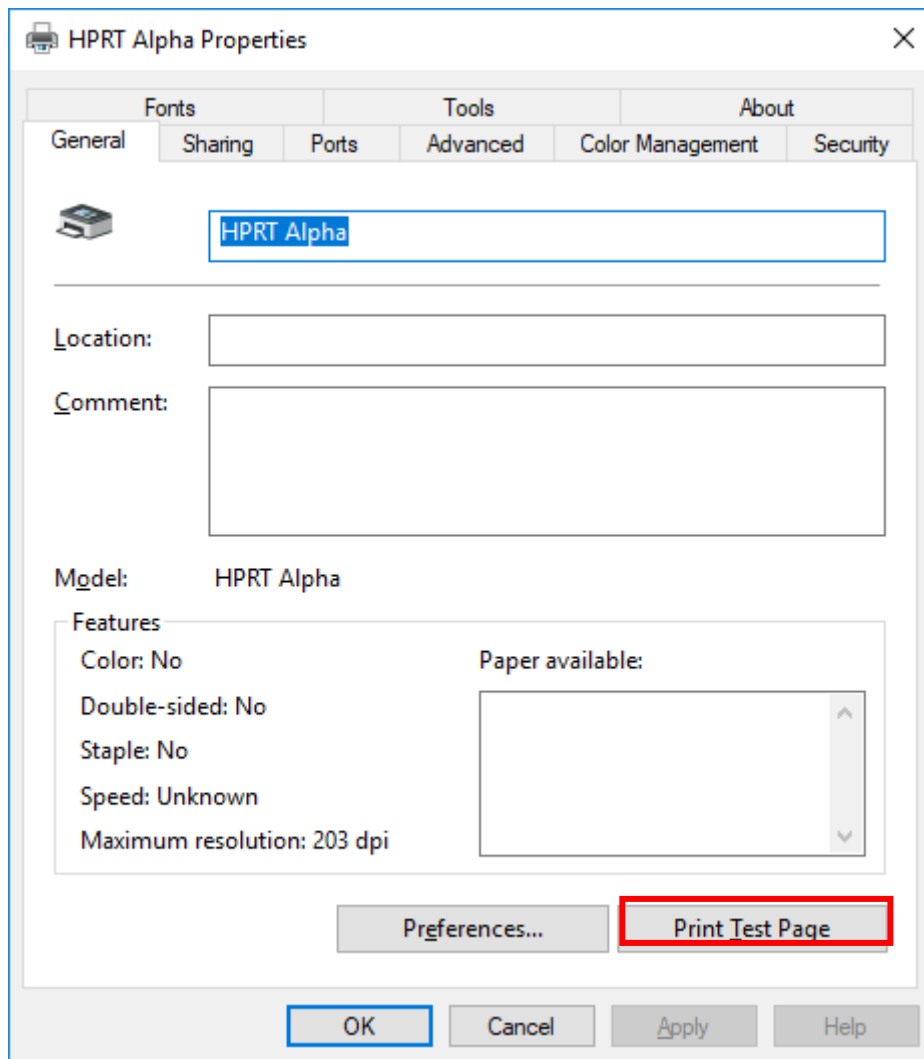 HPRT Alpha Properties
Fonts Tools About
General Sharing Ports Advanced Color Management Security
HPRT Alpha
Location:
Comment:
Model: HPRT Alpha
Features
Color: No Paper available:
Double-sided: No
Staple: No
Speed: Unknown
Maximum resolution: 203 dpi
Preferences... Print Test Page
OK Cancel Apply Help